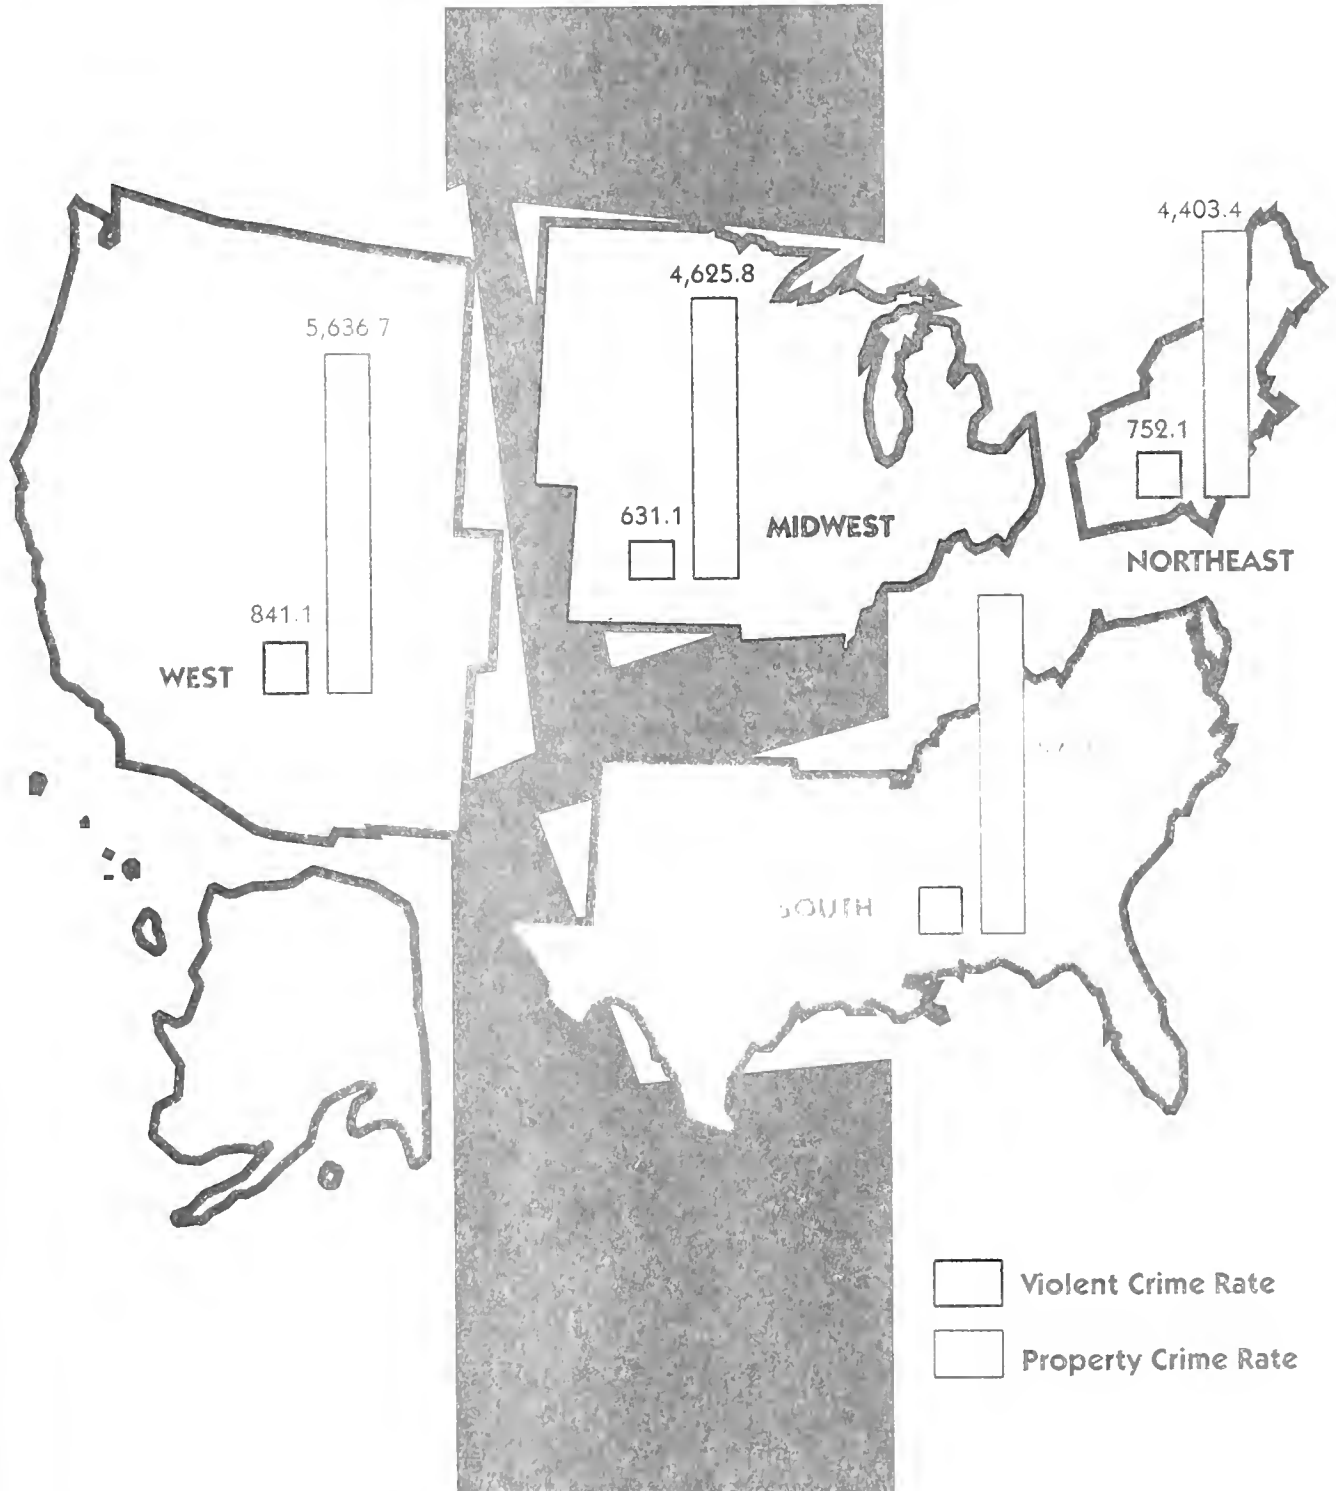 4,403.4
4,625.8
5,636 7
752.1
631.1
MIDWEST
NORTHEAST
841.1
WEST
SOUTH
Violent Crime Rate
Property Crime Rate